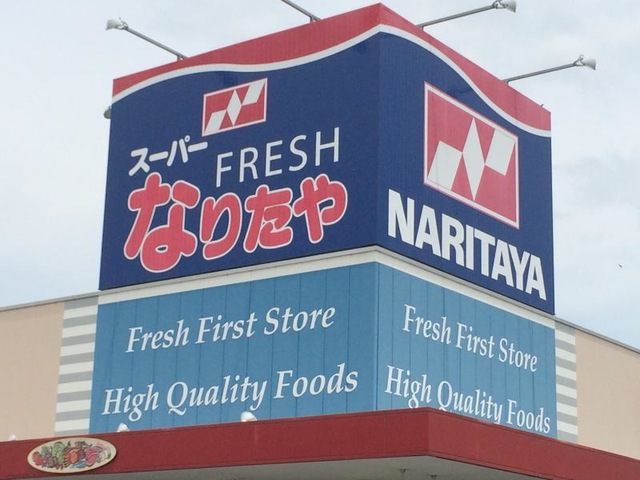 スーパー FRESH
なりたや
NARITAYA
Fresh First Store
High Quality Foods
Fresh First Store
High Quality Foods